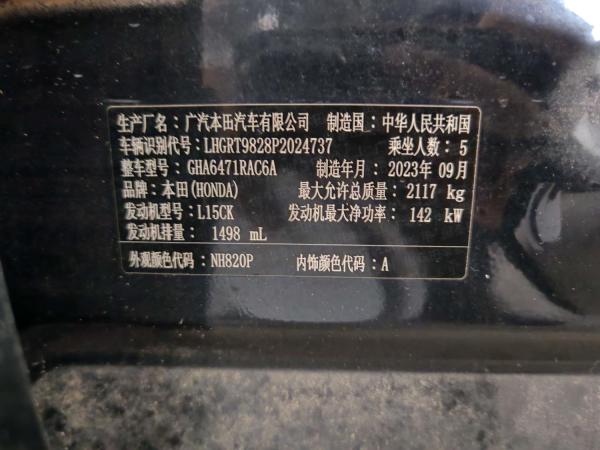 生产厂名：广汽本田汽车有限公司 制造国：中华人民共和国
车辆识别代号：LHGRT9828P2024737 乘坐人数：5
整车型号：GHA6471RAC6A 制造年月：2023年09月
品牌：本田(HONDA) 最大允许总质量：2117 kg
发动机型号：L15CK 发动机最大净功率：142 kW
发动机排量：1498 mL
外观颜色代码：NH820P 内饰颜色代码：A